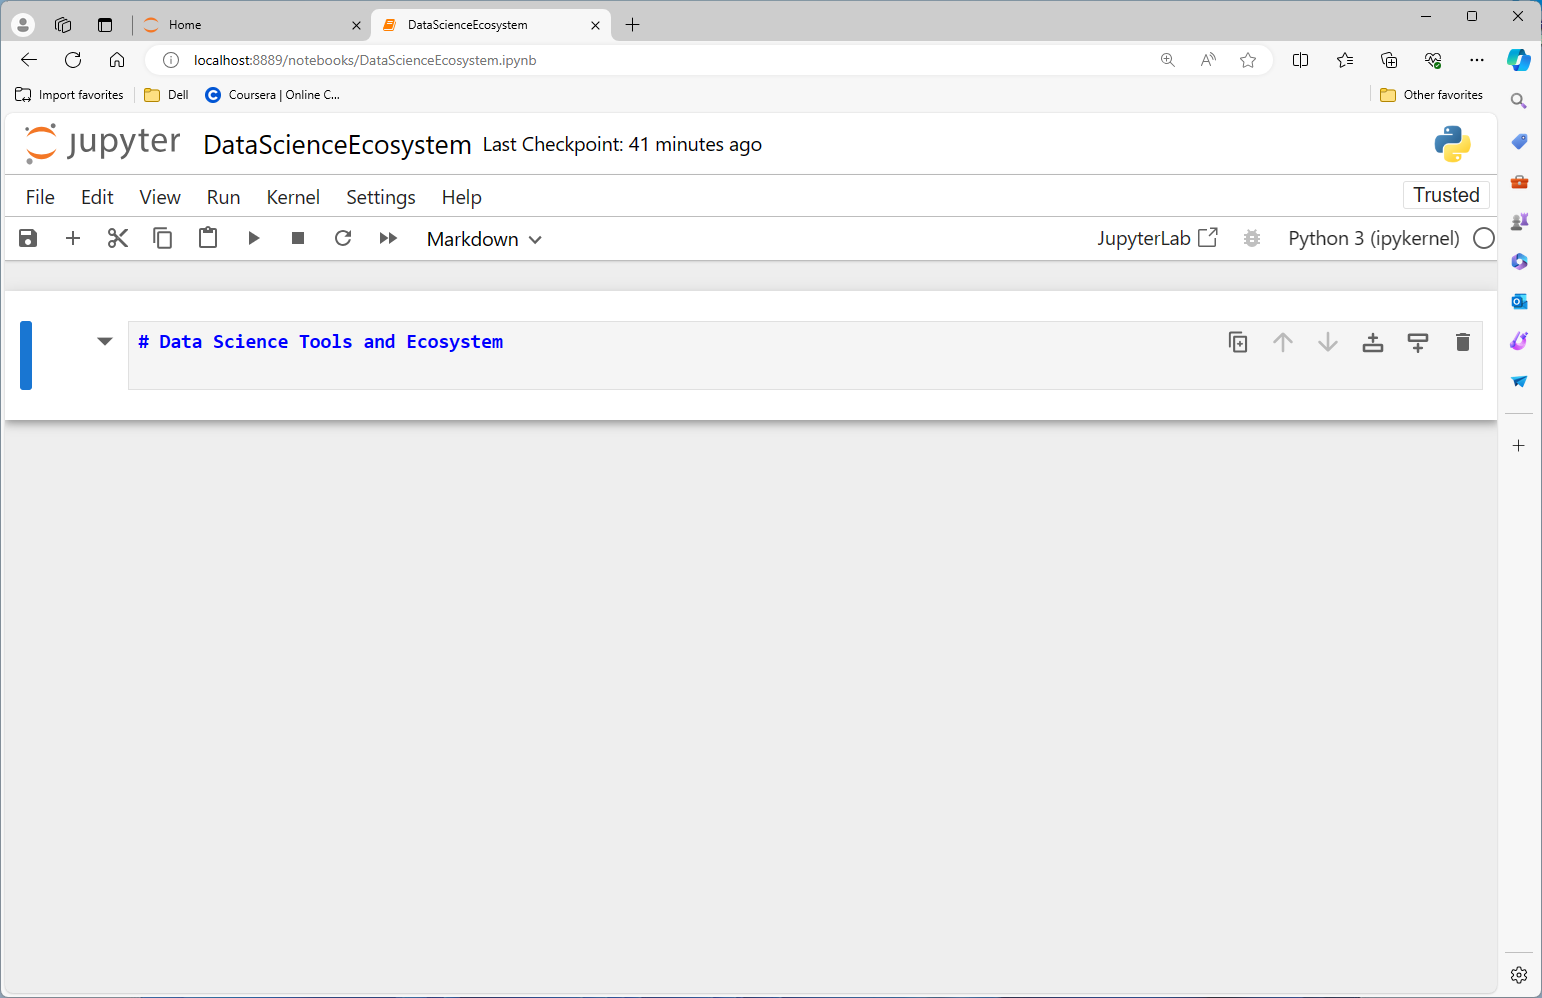 Home
DataScienceEcosystem
localhost:8889/notebooks/DataScienceEcosystem.ipynb
Import favorites
Dell
Coursera | Online C...
Other favorites
jupyter
DataScienceEcosystem
Last Checkpoint: 41 minutes ago
File Edit View Run Kernel Settings Help
Trusted
Markdown
JupyterLab
Python 3 (ipykernel)
# Data Science Tools and Ecosystem